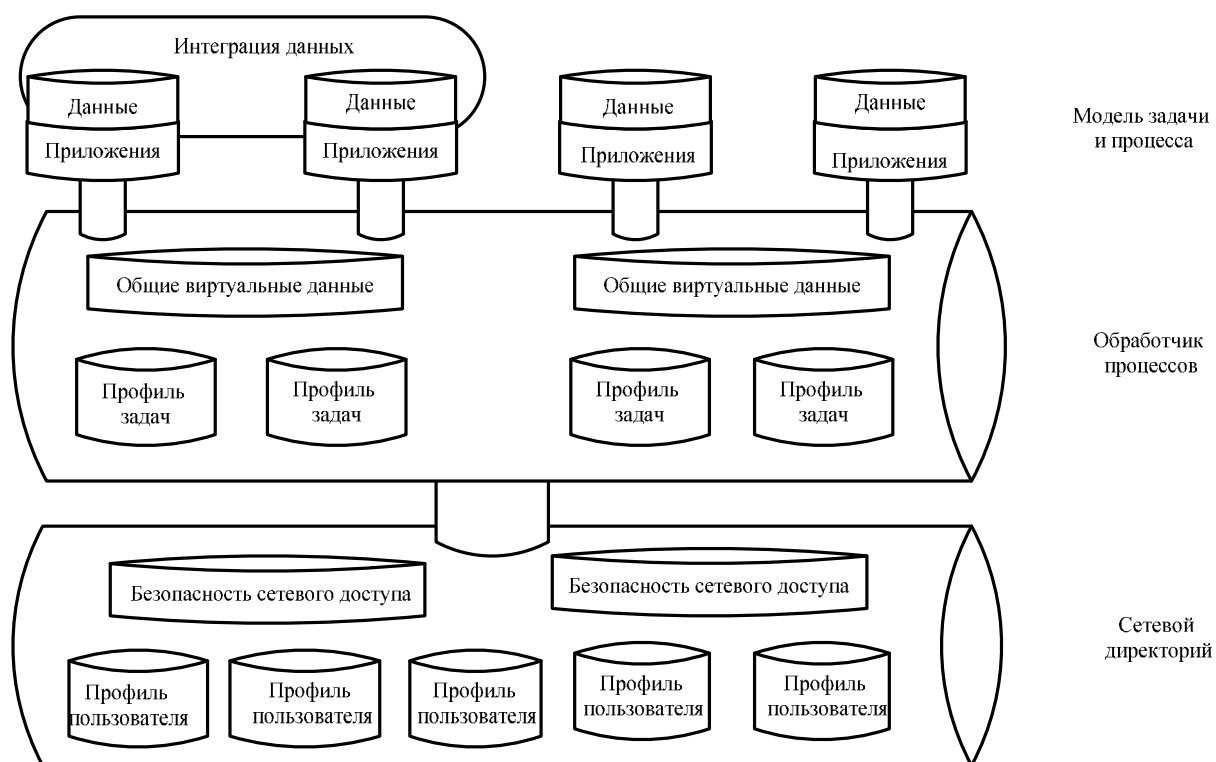 Интеграция данных
Данные
Приложения
Данные
Приложения
Данные
Приложения
Данные
Приложения
Модель задачи
и процесса
Общие виртуальные данные
Общие виртуальные данные
Профиль
задач
Профиль
задач
Профиль
задач
Профиль
задач
Обработчик
процессов
Безопасность сетевого доступа
Безопасность сетевого доступа
Профиль
пользователя
Профиль
пользователя
Профиль
пользователя
Профиль
пользователя
Профиль
пользователя
Сетевой
директорий